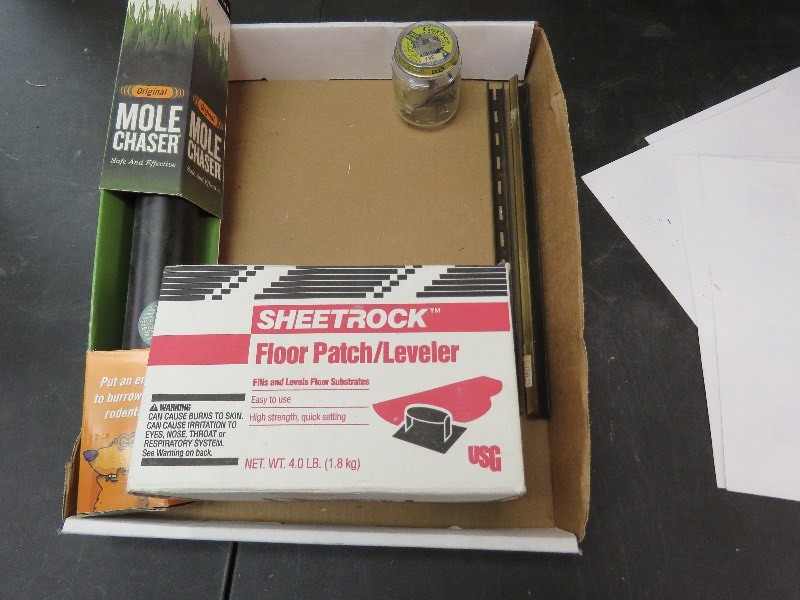 Original
MOLE
CHASER
Safe And Effective
MOLE
CHASER
Gerber
SHEETROCK™
Floor Patch/Leveler
Fills and Levels Floor Substrates
Easy to use
High strength, quick setting
WARNING
CAN CAUSE BURNS TO SKIN.
CAN CAUSE IRRITATION TO
EYES, NOSE, THROAT or
RESPIRATORY SYSTEM.
See Warning on back.
NET. WT. 4.0 LB. (1.8 kg)
USG
Put an
to burrow
rodent